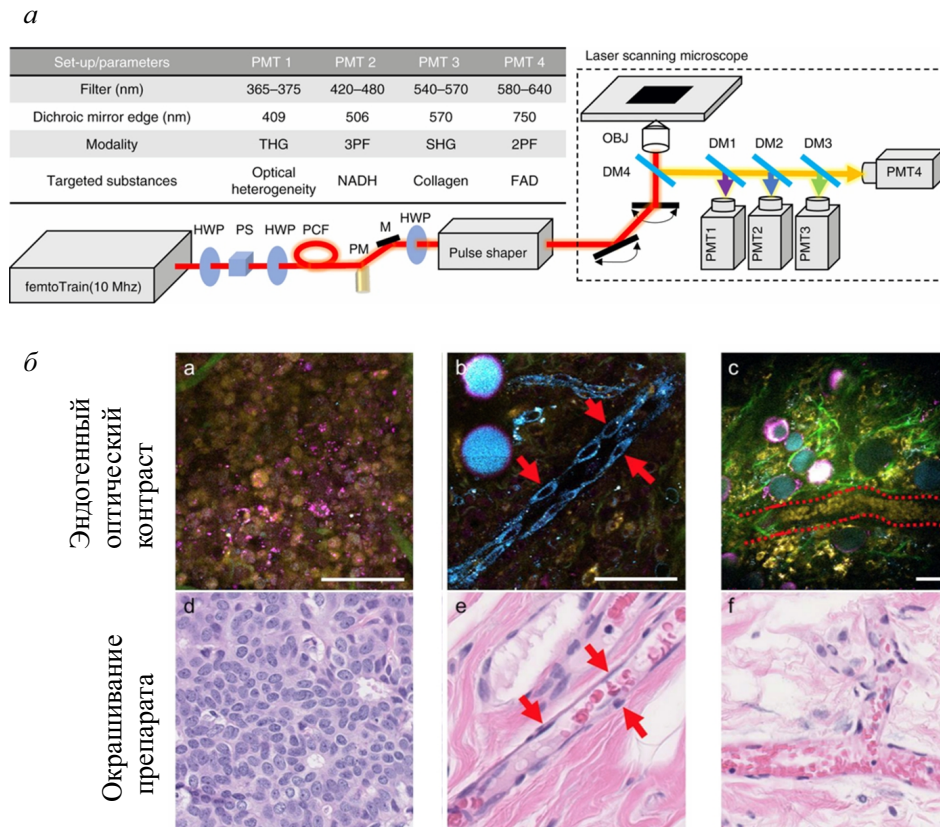 а
Set-up/parameters PMT 1 PMT 2 PMT 3 PMT 4
Filter (nm) 365–375 420–480 540–570 580–640
Dichroic mirror edge (nm) 409 506 570 750
Modality THG 3PF SHG 2PF
Targeted substances Optical heterogeneity NADH Collagen FAD
Laser scanning microscope
OBJ
DM1 DM2 DM3
DM4
PMT4
PMT1 PMT2 PMT3
HWP PS HWP PCF PM M HWP
Pulse shaper
femtoTrain(10 Mhz)
б
Эндогенный
оптический
контраст
a b c
Окрашивание
препарата
d e f